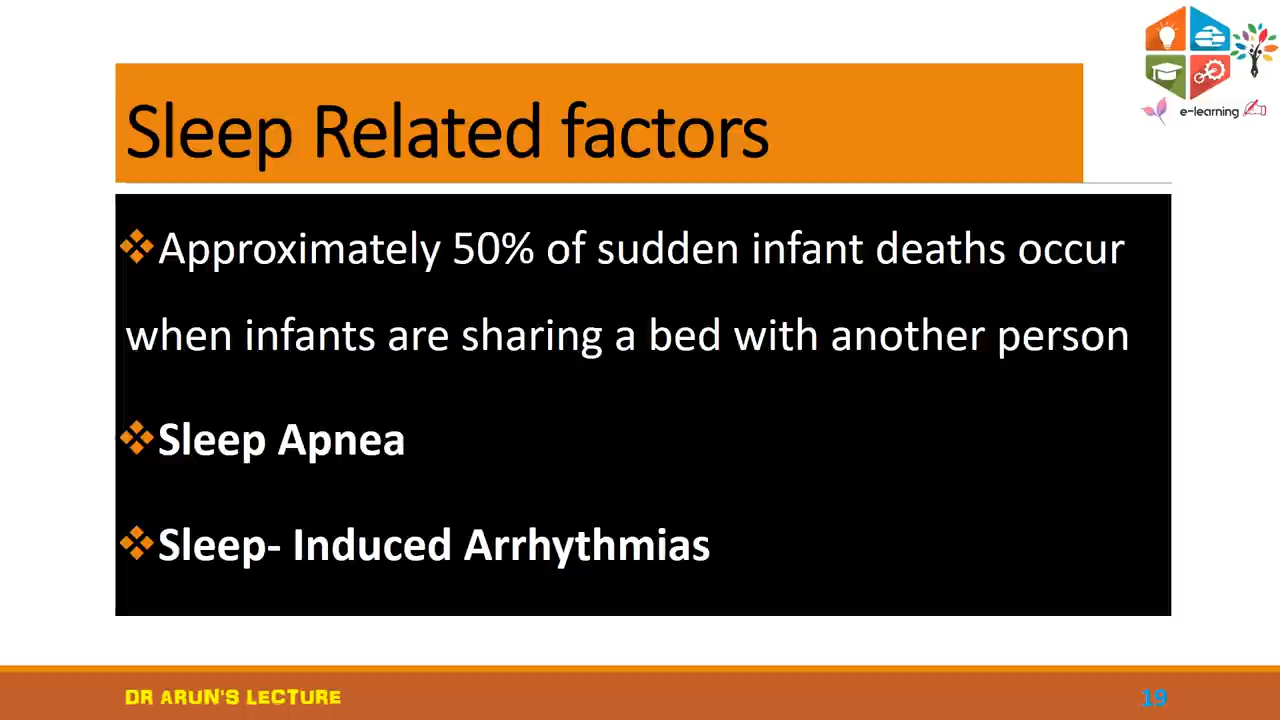 e-learning
Sleep Related factors
❖Approximately 50% of sudden infant deaths occur
when infants are sharing a bed with another person
❖Sleep Apnea
❖Sleep- Induced Arrhythmias
DR ARUN'S LECTURE
19